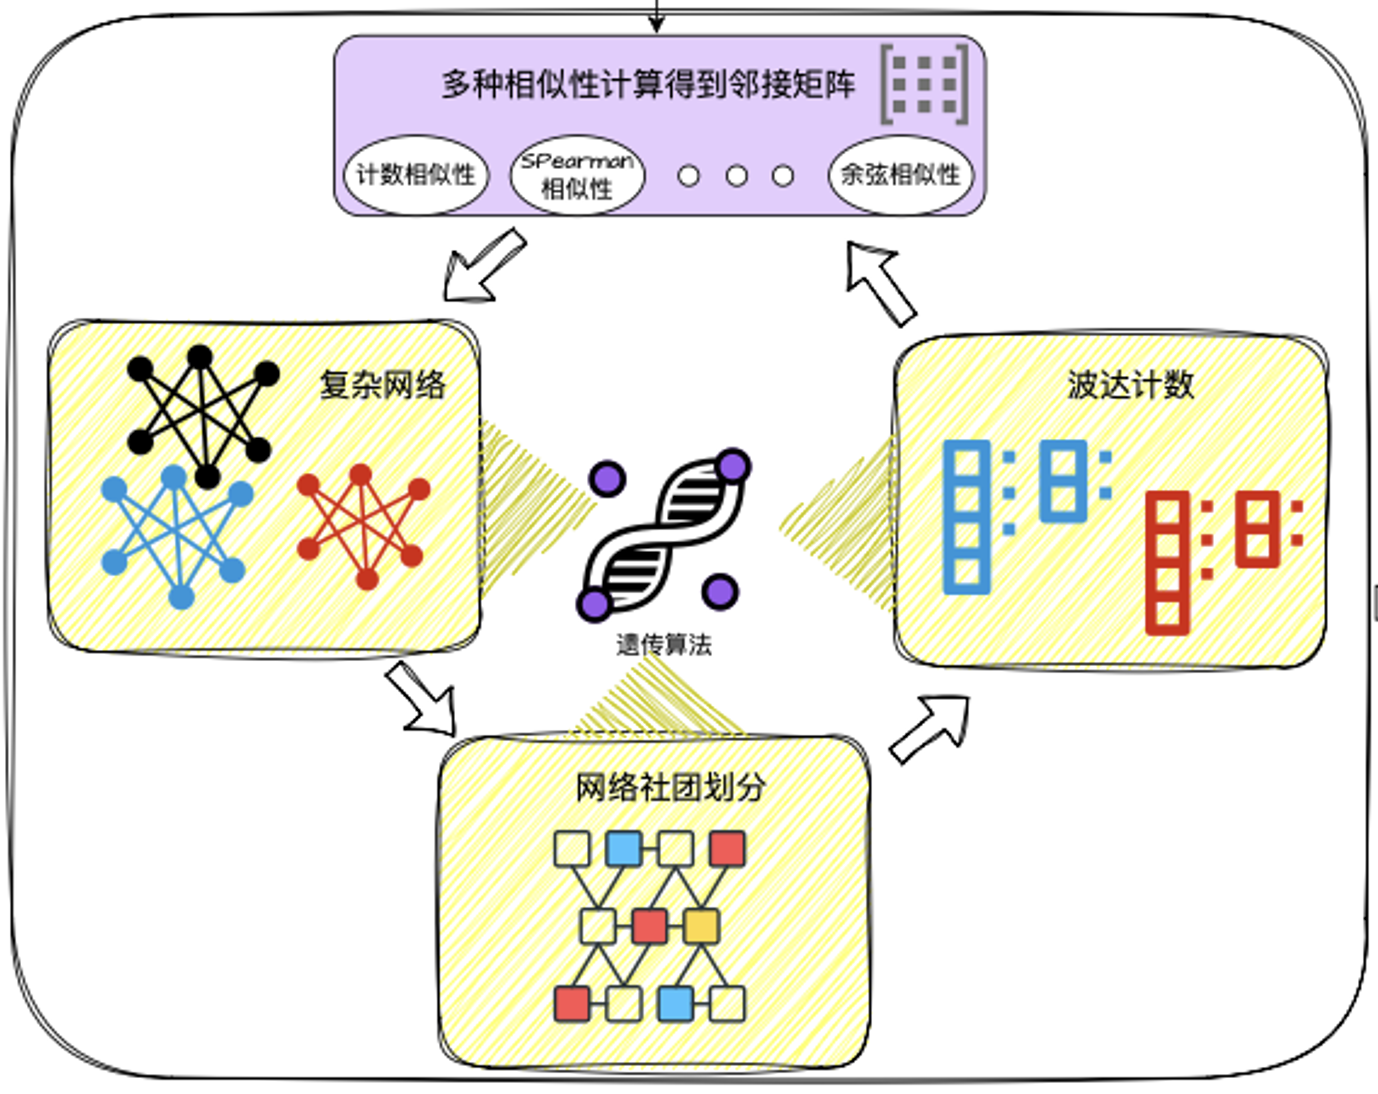 多种相似性计算得到邻接矩阵
计数相似性
SPearman
相似性
余弦相似性
复杂网络
波达计数
遗传算法
网络社团划分